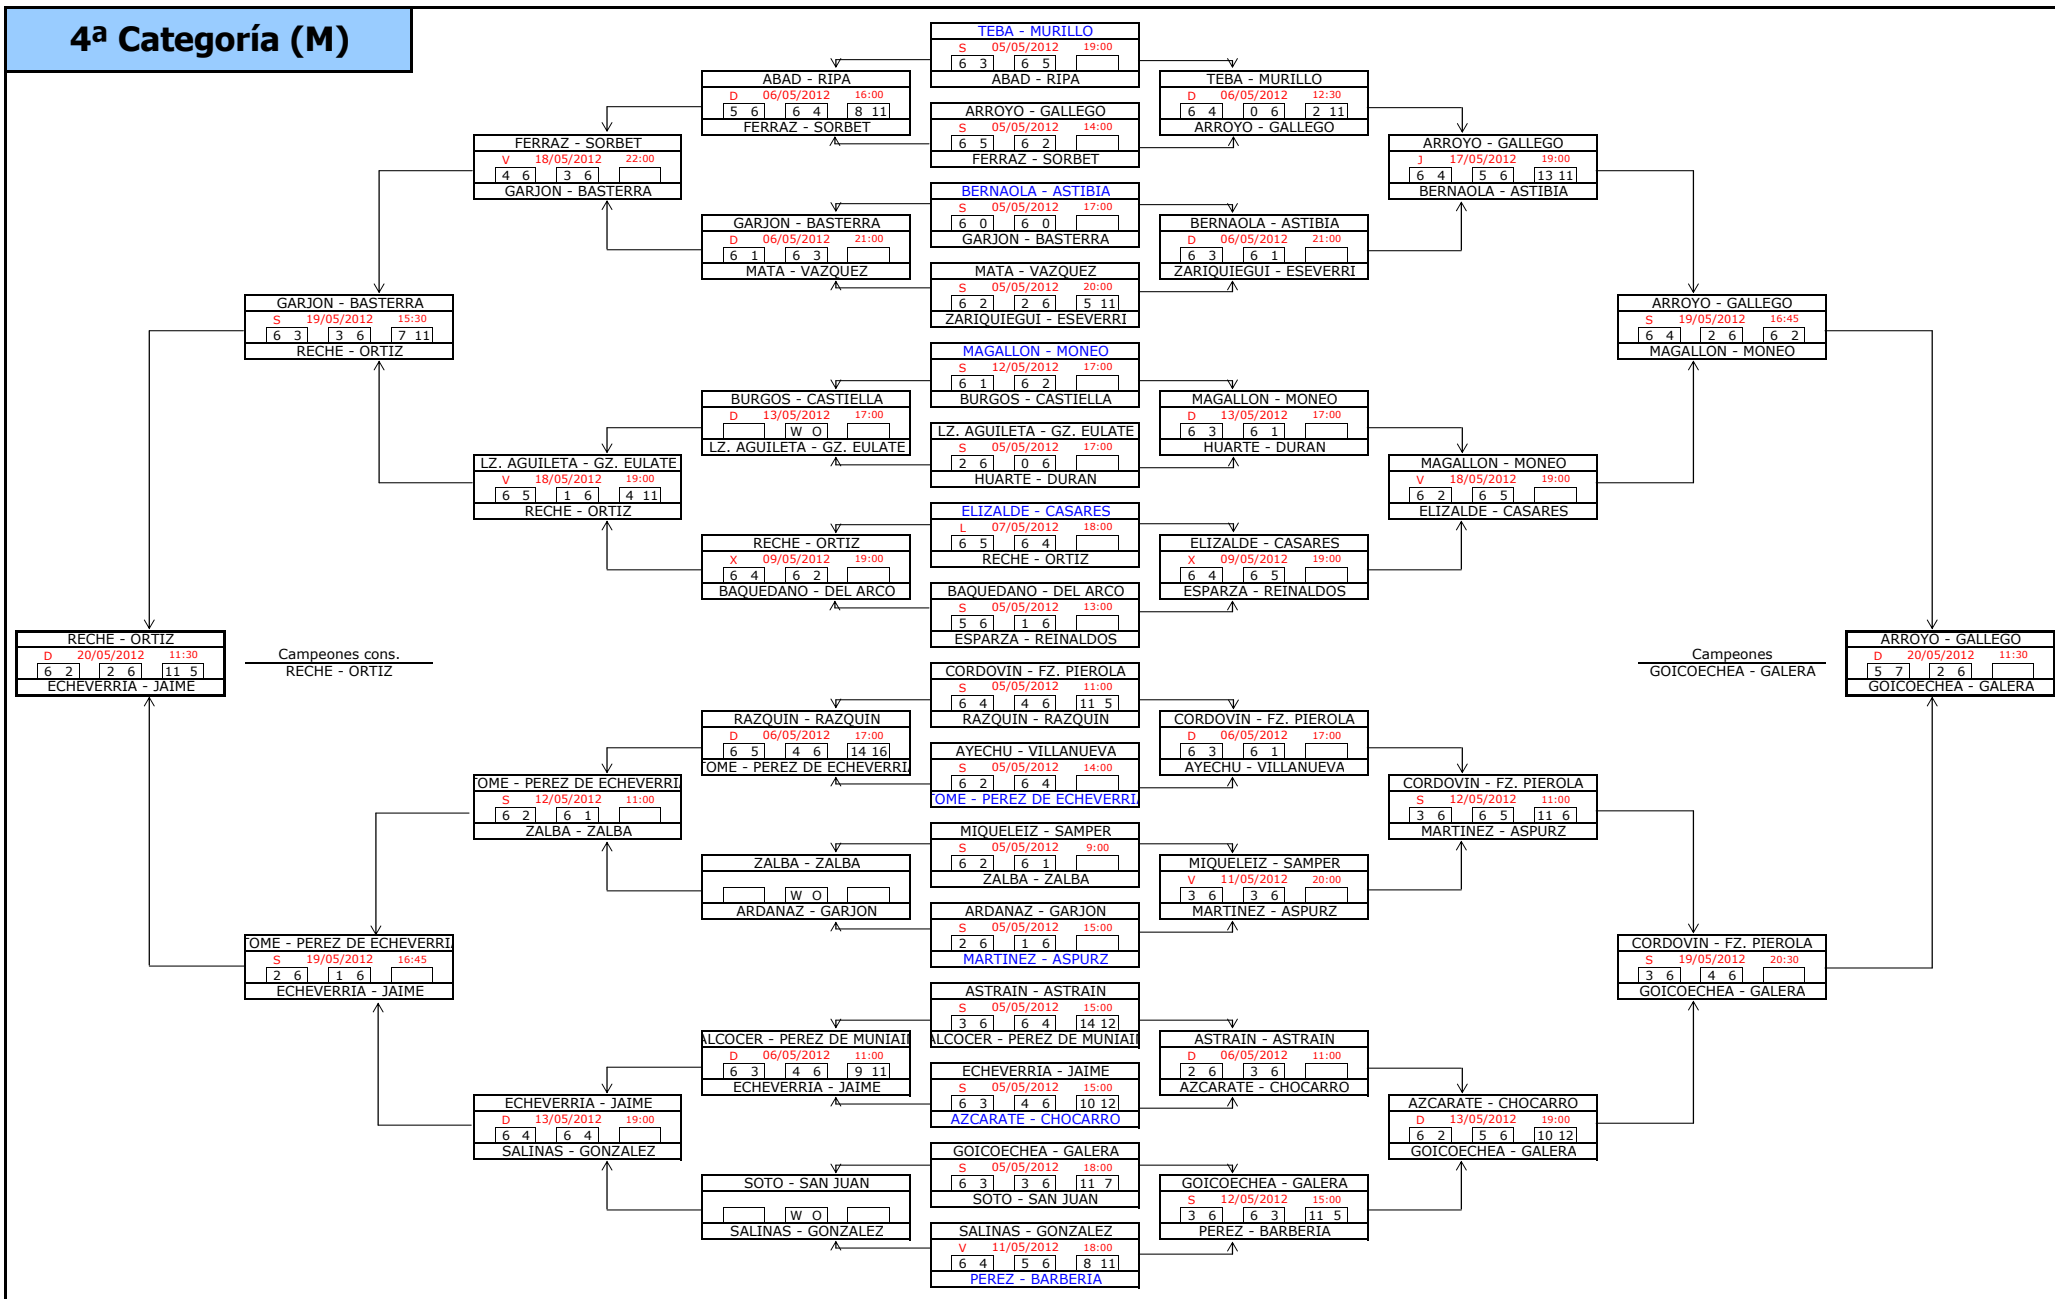 4ª Categoría (M)
TEBA - MURILLO
S 05/05/2012 19:00
6 3 6 5
ABAD - RIPA
ARROYO - GALLEGO
S 05/05/2012 14:00
6 5 6 2
FERRAZ - SORBET
BERNAOLA - ASTIBIA
S 05/05/2012 17:00
6 0 6 0
GARJON - BASTERRA
MATA - VAZQUEZ
S 05/05/2012 20:00
6 2 2 6 5 11
ZARIQUIEGUI - ESEVERRI
MAGALLON - MONEO
S 12/05/2012 17:00
6 1 6 2
BURGOS - CASTIELLA
LZ. AGUILETA - GZ. EULATE
S 05/05/2012 17:00
2 6 0 6
HUARTE - DURAN
ELIZALDE - CASARES
L 07/05/2012 18:00
6 5 6 4
RECHE - ORTIZ
BAQUEDANO - DEL ARCO
S 05/05/2012 13:00
5 6 1 6
ESPARZA - REINALDOS
CORDOVIN - FZ. PIEROLA
S 05/05/2012 11:00
6 4 4 6 11 5
RAZQUIN - RAZQUIN
AYECHU - VILLANUEVA
S 05/05/2012 14:00
6 2 6 4
TOME - PEREZ DE ECHEVERRIA
MIQUELEIZ - SAMPER
S 05/05/2012 9:00
6 2 6 1
ZALBA - ZALBA
ARDANAZ - GARJON
S 05/05/2012 15:00
2 6 1 6
MARTINEZ - ASPURZ
ASTRAIN - ASTRAIN
S 05/05/2012 15:00
3 6 6 4 14 12
ALCOCER - PEREZ DE MUNIAIN
ECHEVERRIA - JAIME
S 05/05/2012 15:00
6 3 4 6 10 12
AZCARATE - CHOCARRO
GOICOECHEA - GALERA
S 05/05/2012 18:00
6 3 3 6 11 7
SOTO - SAN JUAN
SALINAS - GONZALEZ
V 11/05/2012 18:00
6 4 5 6 8 11
PEREZ - BARBERIA
ABAD - RIPA
D 06/05/2012 16:00
5 6 6 4 8 11
FERRAZ - SORBET
GARJON - BASTERRA
D 06/05/2012 21:00
6 1 6 3
MATA - VAZQUEZ
BURGOS - CASTIELLA
D 13/05/2012 17:00
W O
LZ. AGUILETA - GZ. EULATE
RECHE - ORTIZ
X 09/05/2012 19:00
6 4 6 2
BAQUEDANO - DEL ARCO
RAZQUIN - RAZQUIN
D 06/05/2012 17:00
6 5 4 6 14 16
TOME - PEREZ DE ECHEVERRIA
ZALBA - ZALBA
W O
ARDANAZ - GARJON
ALCOCER - PEREZ DE MUNIAIN
D 06/05/2012 11:00
6 3 4 6 9 11
ECHEVERRIA - JAIME
SOTO - SAN JUAN
W O
SALINAS - GONZALEZ
FERRAZ - SORBET
V 18/05/2012 22:00
4 6 3 6
GARJON - BASTERRA
LZ. AGUILETA - GZ. EULATE
V 18/05/2012 19:00
6 5 1 6 4 11
RECHE - ORTIZ
TOME - PEREZ DE ECHEVERRIA
S 12/05/2012 11:00
6 2 6 1
ZALBA - ZALBA
ECHEVERRIA - JAIME
D 13/05/2012 19:00
6 4 6 4
SALINAS - GONZALEZ
GARJON - BASTERRA
S 19/05/2012 15:30
6 3 3 6 7 11
RECHE - ORTIZ
TOME - PEREZ DE ECHEVERRIA
S 19/05/2012 16:45
2 6 1 6
ECHEVERRIA - JAIME
RECHE - ORTIZ
D 20/05/2012 11:30
6 2 2 6 11 5
ECHEVERRIA - JAIME
Campeones cons.
RECHE - ORTIZ
TEBA - MURILLO
D 06/05/2012 12:30
6 4 0 6 2 11
ARROYO - GALLEGO
BERNAOLA - ASTIBIA
D 06/05/2012 21:00
6 3 6 1
ZARIQUIEGUI - ESEVERRI
MAGALLON - MONEO
D 13/05/2012 17:00
6 3 6 1
HUARTE - DURAN
ELIZALDE - CASARES
X 09/05/2012 19:00
6 4 6 5
ESPARZA - REINALDOS
CORDOVIN - FZ. PIEROLA
D 06/05/2012 17:00
6 3 6 1
AYECHU - VILLANUEVA
MIQUELEIZ - SAMPER
V 11/05/2012 20:00
3 6 3 6
MARTINEZ - ASPURZ
ASTRAIN - ASTRAIN
D 06/05/2012 11:00
2 6 3 6
AZCARATE - CHOCARRO
GOICOECHEA - GALERA
S 12/05/2012 15:00
3 6 6 3 11 5
PEREZ - BARBERIA
ARROYO - GALLEGO
J 17/05/2012 19:00
6 4 5 6 13 11
BERNAOLA - ASTIBIA
MAGALLON - MONEO
V 18/05/2012 19:00
6 2 6 5
ELIZALDE - CASARES
CORDOVIN - FZ. PIEROLA
S 12/05/2012 11:00
3 6 6 5 11 6
MARTINEZ - ASPURZ
AZCARATE - CHOCARRO
D 13/05/2012 19:00
6 2 5 6 10 12
GOICOECHEA - GALERA
ARROYO - GALLEGO
S 19/05/2012 16:45
6 4 2 6 6 2
MAGALLON - MONEO
CORDOVIN - FZ. PIEROLA
S 19/05/2012 20:30
3 6 4 6
GOICOECHEA - GALERA
Campeones
GOICOECHEA - GALERA
ARROYO - GALLEGO
D 20/05/2012 11:30
5 7 2 6
GOICOECHEA - GALERA